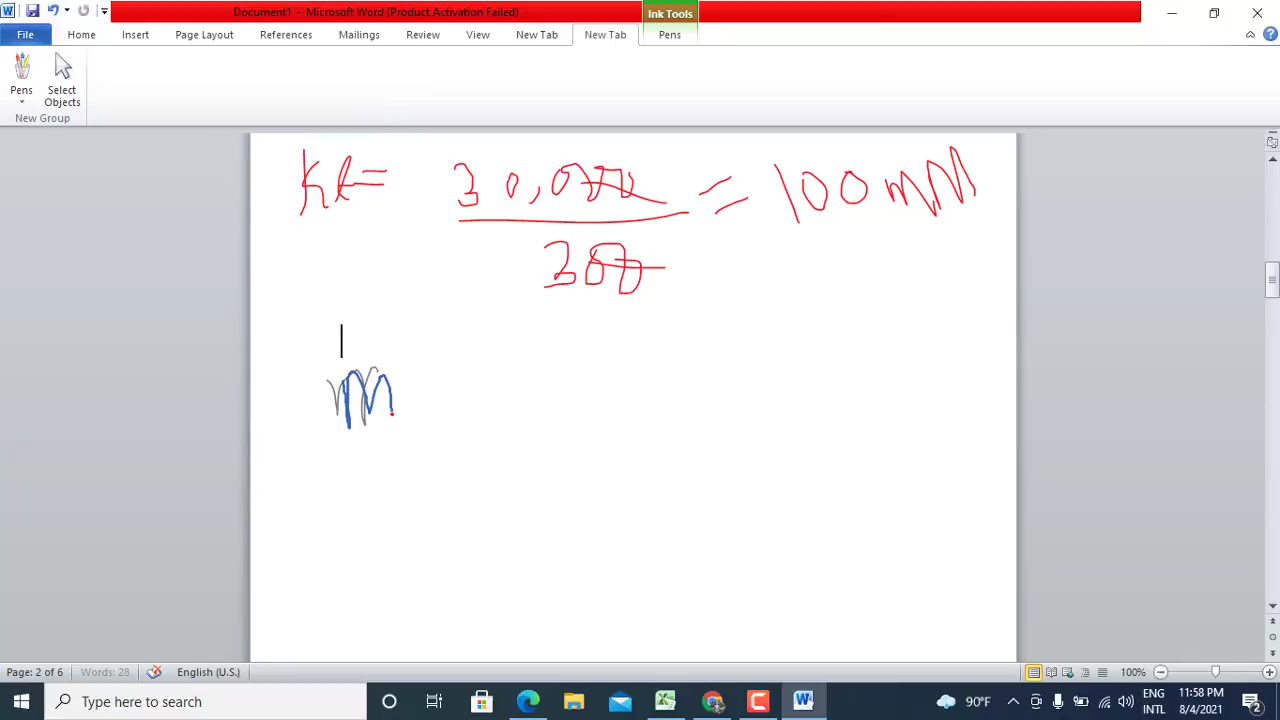 Document1 - Microsoft Word (Product Activation Failed)
Ink Tools
File Home Insert Page Layout References Mailings Review View New Tab New Tab Pens
Pens
Select Objects
New Group
30,000
= 100 mM
300
m
Page: 2 of 6 Words: 28 English (U.S.) 100%
Type here to search
90°F
ENG
INTL
11:58 PM
8/4/2021
2